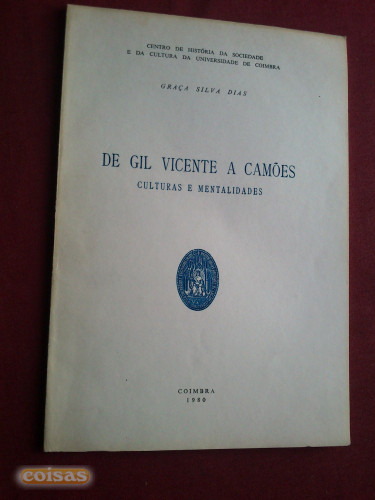 CENTRO DE HISTÓRIA DA SOCIEDADE
E DA CULTURA DA UNIVERSIDADE DE COIMBRA
GRAÇA SILVA DIAS
DE GIL VICENTE A CAMÕES
CULTURAS E MENTALIDADES
COIMBRA
1980
coisas